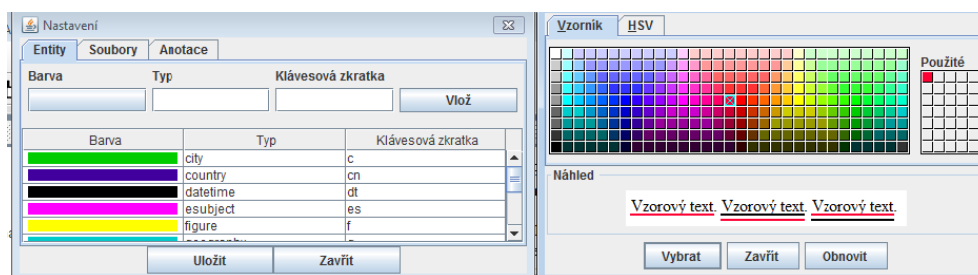 Nastavení
Entity Soubory Anotace
Barva Typ Klávesová zkratka
Vlož
Barva Typ Klávesová zkratka
city c
country cn
datetime dt
esubject es
figure f
Uložit Zavřít
Vzorník HSV
Použité
Náhled
Vzorový text. Vzorový text. Vzorový text.
Vybrat Zavřít Obnovit